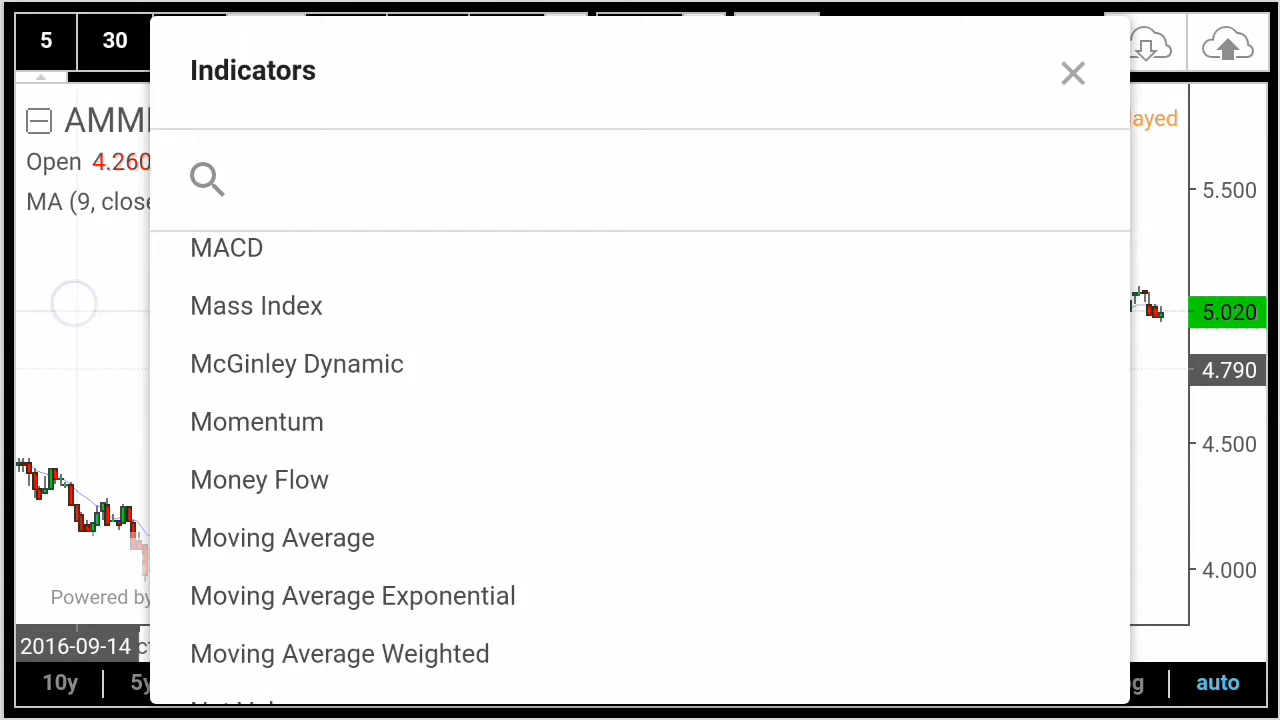 5 30
Indicators
AMM
Open 4.260
MA (9, close
5.500
MACD
Mass Index
5.020
McGinley Dynamic
4.790
Momentum
4.500
Money Flow
Moving Average
4.000
Moving Average Exponential
Powered by
Moving Average Weighted
2016-09-14
10y 5y auto